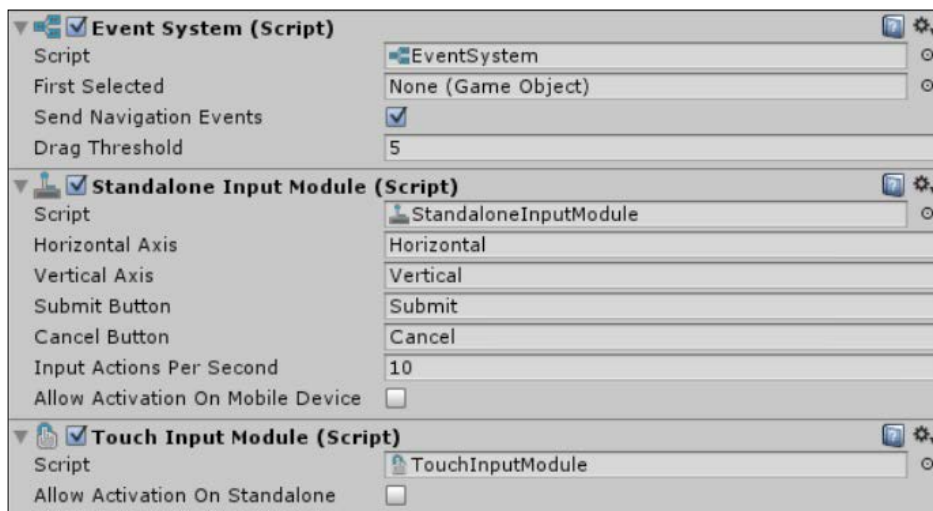 Event System (Script)
Script EventSystem
First Selected None (Game Object)
Send Navigation Events
Drag Threshold 5
Standalone Input Module (Script)
Script StandaloneInputModule
Horizontal Axis Horizontal
Vertical Axis Vertical
Submit Button Submit
Cancel Button Cancel
Input Actions Per Second 10
Allow Activation On Mobile Device
Touch Input Module (Script)
Script TouchInputModule
Allow Activation On Standalone